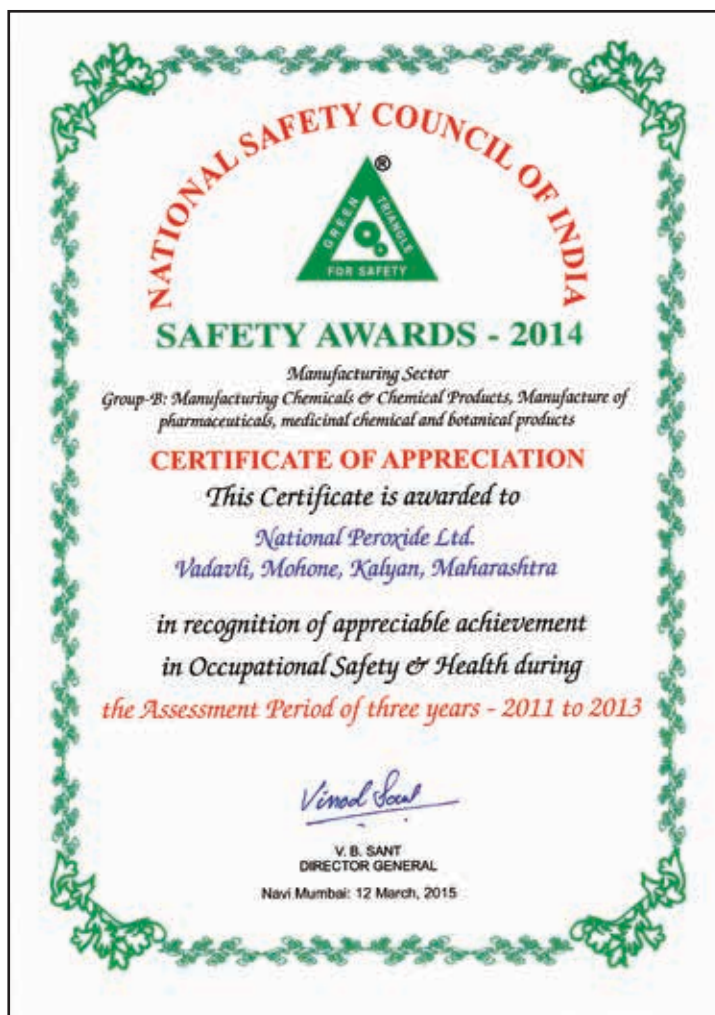 NATIONAL SAFETY COUNCIL OF INDIA
®
GREEN TRIANGLE
FOR SAFETY
SAFETY AWARDS - 2014
Manufacturing Sector
Group-B: Manufacturing Chemicals & Chemical Products, Manufacture of
pharmaceuticals, medicinal chemical and botanical products
CERTIFICATE OF APPRECIATION
This Certificate is awarded to
National Peroxide Ltd.
Vadavli, Mohone, Kalyan, Maharashtra
in recognition of appreciable achievement
in Occupational Safety & Health during
the Assessment Period of three years - 2011 to 2013
V. B. SANT
DIRECTOR GENERAL
Navi Mumbai: 12 March, 2015